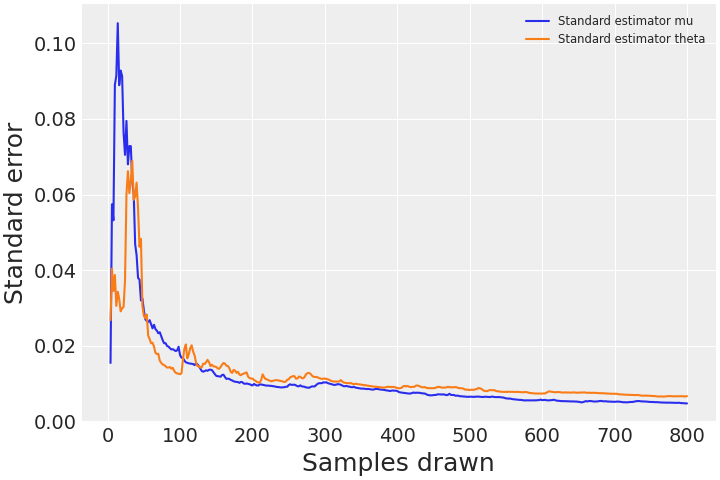 Standard estimator mu
Standard estimator theta
0.10
0.08
0.06
0.04
0.02
0.00
Standard error
0 100 200 300 400 500 600 700 800
Samples drawn